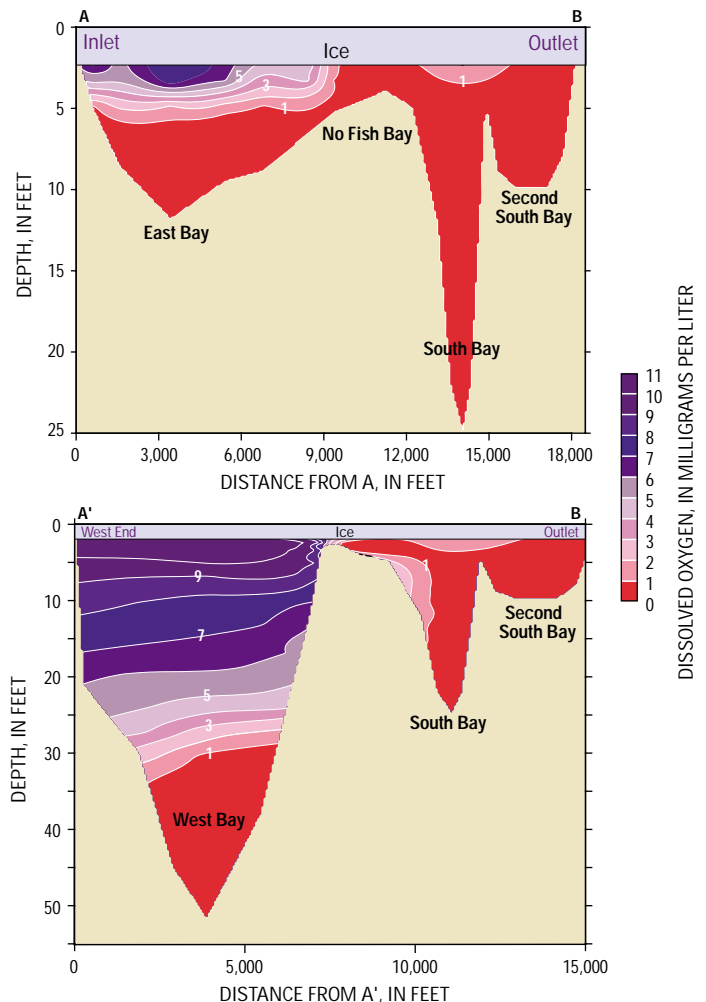 A B
0
Inlet Ice Outlet
5 3 1 1
5
No Fish Bay
10
East Bay
Second
South Bay
15
20
South Bay
25
DEPTH, IN FEET
0 3,000 6,000 9,000 12,000 15,000 18,000
DISTANCE FROM A, IN FEET
11
10
9
8
7
6
5
4
3
2
1
0
DISSOLVED OXYGEN, IN MILLIGRAMS PER LITER
A' B
0
West End Ice Outlet
9
7
5
3
1
1
10
Second
South Bay
20
South Bay
30
West Bay
40
50
DEPTH, IN FEET
0 5,000 10,000 15,000
DISTANCE FROM A', IN FEET